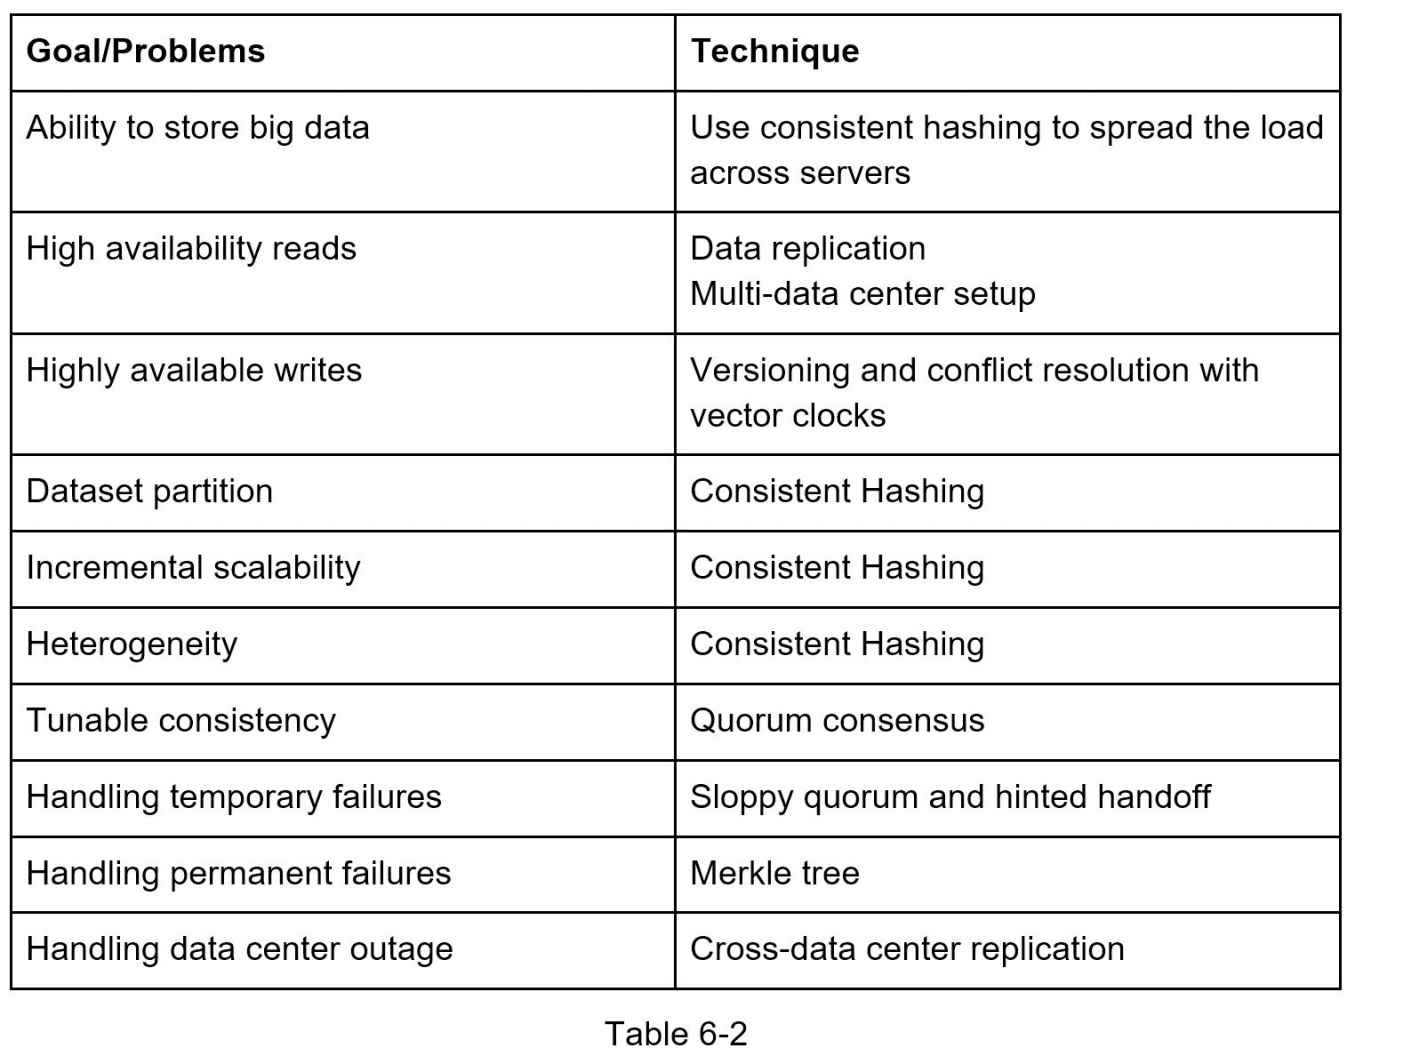 Goal/Problems
Technique
Ability to store big data
Use consistent hashing to spread the load
across servers
High availability reads
Data replication
Multi-data center setup
Highly available writes
Versioning and conflict resolution with
vector clocks
Dataset partition
Consistent Hashing
Incremental scalability
Consistent Hashing
Heterogeneity
Consistent Hashing
Tunable consistency
Quorum consensus
Handling temporary failures
Sloppy quorum and hinted handoff
Handling permanent failures
Merkle tree
Handling data center outage
Cross-data center replication
Table 6-2